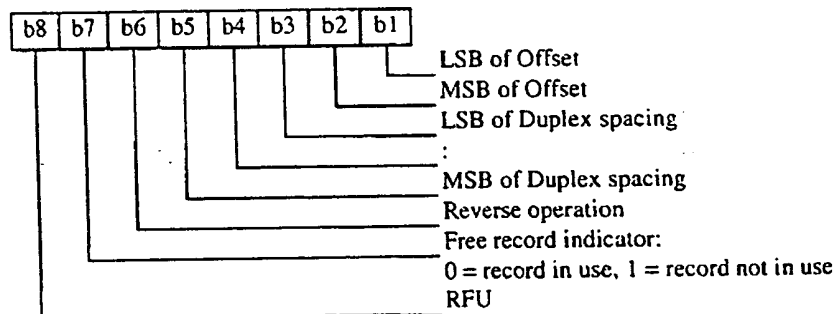 b8 b7 b6 b5 b4 b3 b2 b1
LSB of Offset
MSB of Offset
LSB of Duplex spacing
:
MSB of Duplex spacing
Reverse operation
Free record indicator:
0 = record in use, 1 = record not in use
RFU